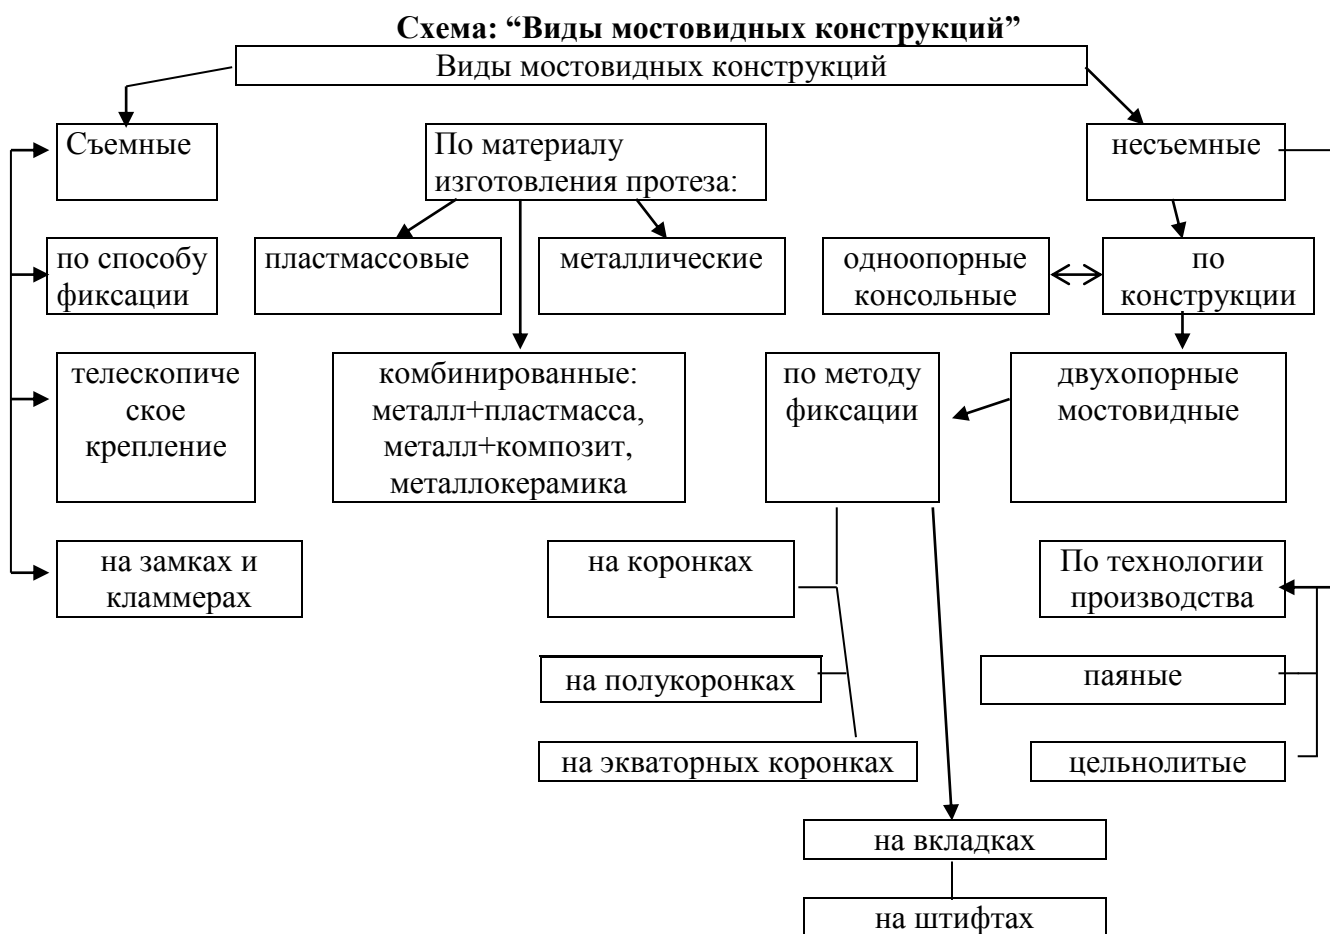 Схема: “Виды мостовидных конструкций”
Виды мостовидных конструкций
Съемные
По материалу
изготовления протеза:
несъемные
по способу
фиксации
пластмассовые
металлические
одноопорные
консольные
по
конструкции
телескопиче
ское
крепление
комбинированные:
металл+пластмасса,
металл+композит,
металлокерамика
по методу
фиксации
двухопорные
мостовидные
на замках и
кламмерах
на коронках
По технологии
производства
на полукоронках
паяные
на экваторных коронках
цельнолитые
на вкладках
на штифтах